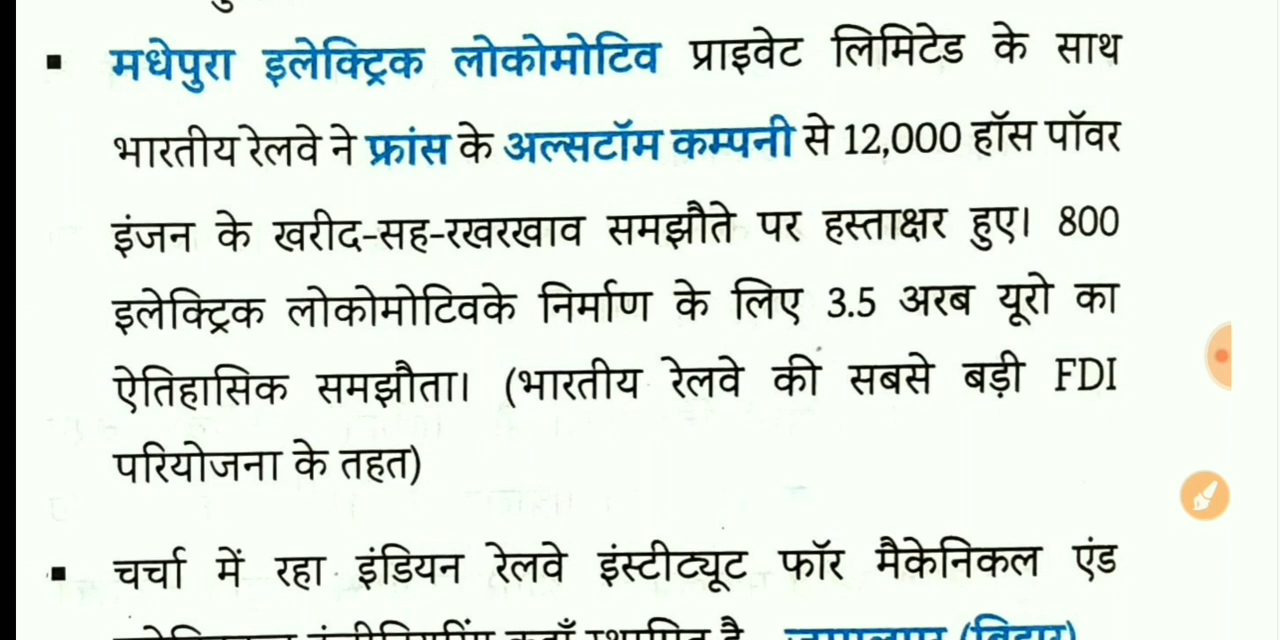 ▪ मधेपुरा इलेक्ट्रिक लोकोमोटिव प्राइवेट लिमिटेड के साथ
भारतीय रेलवे ने फ्रांस के अल्सटॉम कम्पनी से 12,000 हॉस पॉवर
इंजन के खरीद-सह-रखरखाव समझौते पर हस्ताक्षर हुए। 800
इलेक्ट्रिक लोकोमोटिवके निर्माण के लिए 3.5 अरब यूरो का
ऐतिहासिक समझौता। (भारतीय रेलवे की सबसे बड़ी FDI
परियोजना के तहत)
▪ चर्चा में रहा इंडियन रेलवे इंस्टीट्यूट फॉर मैकेनिकल एंड
कहाँ स्थापित है (बिहार)